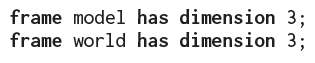 frame model has dimension 3;
frame world has dimension 3;